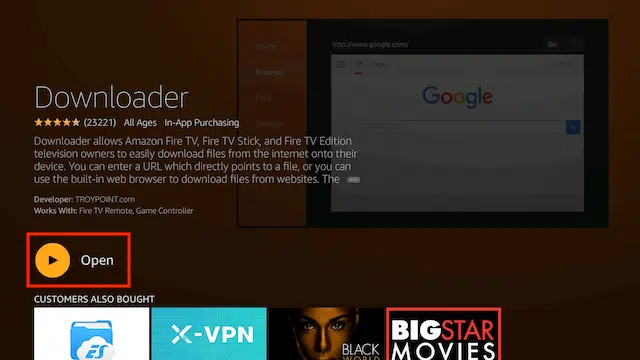 Home
http://www.google.com/
Go
Browser
Files
Settings
Google
Downloader
(23221) All Ages In-App Purchasing
Downloader allows Amazon Fire TV, Fire TV Stick, and Fire TV Edition
television owners to easily download files from the internet onto their
device. You can enter a URL which directly points to a file, or you can
use the built-in web browser to download files from websites. The
Developer: TROYPOINT.com
Works With: Fire TV Remote, Game Controller
Open
CUSTOMERS ALSO BOUGHT
ES
X-VPN
BLACK
WORLD
BIGSTAR
MOVIES